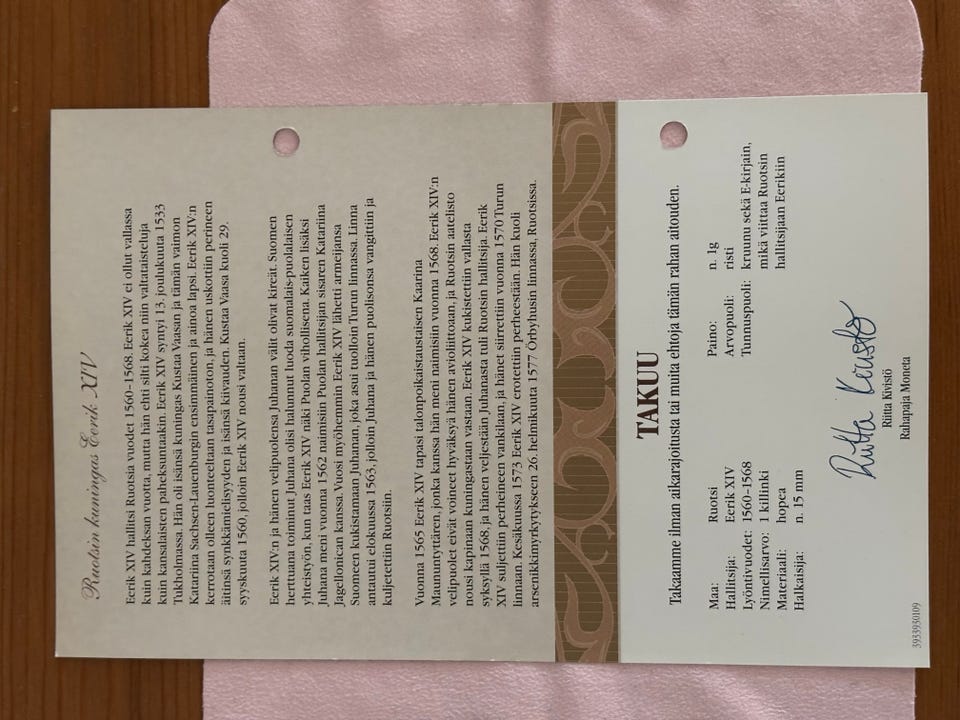 Ruotsin kuningas Eerik XIV
Eerik XIV hallitsi Ruotsia vuodet 1560–1568. Eerik XIV ei ollut vallassa
kuin kahdeksan vuotta, mutta hän ehti silti kokea niin valtataisteluja
kuin kansalaisten paheksuntaakin. Eerik XIV syntyi 13. joulukuuta 1533
Tukholmassa. Hän oli isänsä kuningas Kustaa Vaasan ja tämän vaimon
Katariina Sachsen-Lauenburgin ensimmäinen ja ainoa lapsi. Eerik XIV:n
kerrotaan olleen luonteeltaan tasapainoton, ja hänen uskottiin perineen
äitinsä synkkämielisyyden ja isänsä kiivauden. Kustaa Vaasa kuoli 29.
syyskuuta 1560, jolloin Eerik XIV nousi valtaan.
Eerik XIV:n ja hänen velipuolensa Juhanan välit olivat kireät. Suomen
herttuana toiminut Juhana olisi halunnut luoda suomalais-puolalaisen
yhteistyön, kun taas Eerik XIV näki Puolan vihollisena. Kaiken lisäksi
Juhana meni vuonna 1562 naimisiin Puolan hallitsijan sisaren Katariina
Jagellonican kanssa. Vuosi myöhemmin Eerik XIV lähetti armeijansa
Suomeen kukistamaan Juhanan, joka asui tuolloin Turun linnassa. Linna
antautui elokuussa 1563, jolloin Juhana ja hänen puolisonsa vangittiin ja
kuljetettiin Ruotsiin.
Vuonna 1565 Eerik XIV tapasi talonpoikaistaustaisen Kaarina
Maununtyttären, jonka kanssa hän meni naimisiin vuonna 1568. Eerik XIV:n
velipuolet eivät voineet hyväksyä hänen avioliittoaan, ja Ruotsin aatelisto
nousi kapinaan kuningastaan vastaan. Eerik XIV kukistettiin vallasta
syksyllä 1568, ja hänen veljestään Juhanasta tuli Ruotsin hallitsija. Eerik
XIV suljettiin perheineen vankilaan, ja hänet siirrettiin vuonna 1570 Turun
linnaan. Kesäkuussa 1573 Eerik XIV erotettiin perheestään. Hän kuoli
arsenikkimyrkytykseen 26. helmikuuta 1577 Örbyhusin linnassa, Ruotsissa.
TAKUU
Takaamme ilman aikarajoitusta tai muita ehtoja tämän rahan aitouden.
Maa: Ruotsi
Hallitsija: Eerik XIV
Lyöntivuodet: 1560–1568
Nimellisarvo: 1 killinki
Materiaali: hopea
Halkaisija: n. 15 mm
Paino: n. 1g
Arvopuoli: risti
Tunnuspuoli: kruunu sekä E-kirjain,
mikä viittaa Ruotsin
hallitsijaan Eerikiin
Riitta Kivistö
Riitta Kivistö
Rahapaja Moneta
3933930109